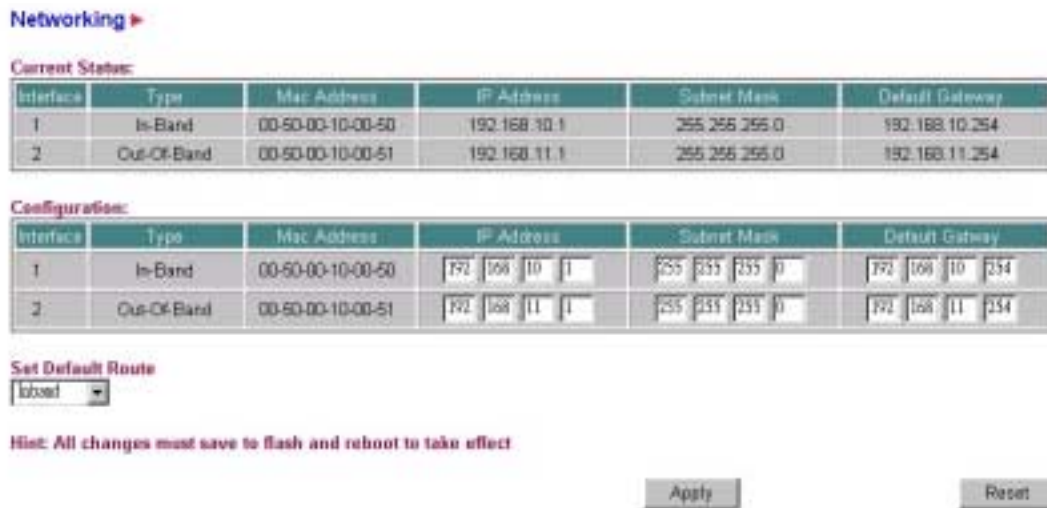 Networking
Current Status:
Interface Type Mac Address IP Address Subnet Mask Default Gateway
1 In-Band 00-50-00-10-00-50 192.168.10.1 255.255.255.0 192.168.10.254
2 Out-Of-Band 00-50-00-10-00-51 192.168.11.1 255.255.255.0 192.168.11.254
Configuration:
Interface Type Mac Address IP Address Subnet Mask Default Gatway
1 In-Band 00-50-00-10-00-50 192 168 10 1 255 255 255 0 192 168 10 254
2 Out-Of-Band 00-50-00-10-00-51 192 168 11 1 255 255 255 0 192 168 11 254
Set Default Route
Inband
Hint: All changes must save to flash and reboot to take effect
Apply Reset